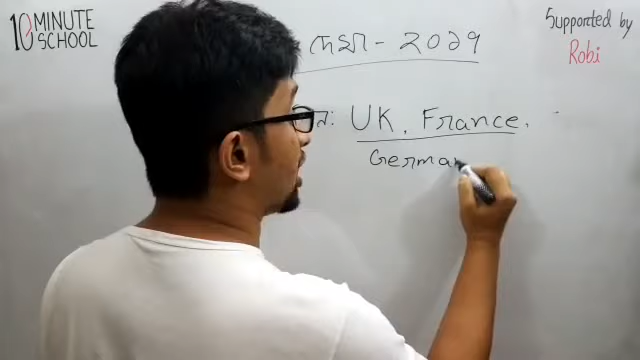 10 MINUTE
SCHOOL
Supported by
Robi
মেলা - ২০১৭
UK, France,
Germa